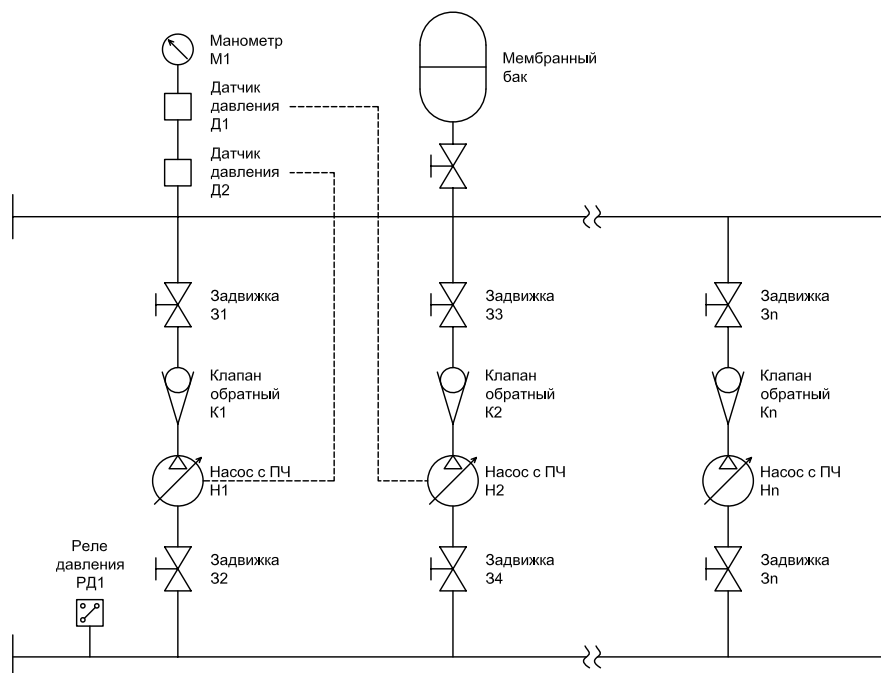 Манометр
М1
Датчик
давления
Д1
Датчик
давления
Д2
Мембранный
бак
Задвижка
З1
Задвижка
З3
Задвижка
Зn
Клапан
обратный
К1
Клапан
обратный
К2
Клапан
обратный
Кn
Насос с ПЧ
Н1
Насос с ПЧ
Н2
Насос с ПЧ
Нn
Реле
давления
РД1
Задвижка
З2
Задвижка
З4
Задвижка
Зn